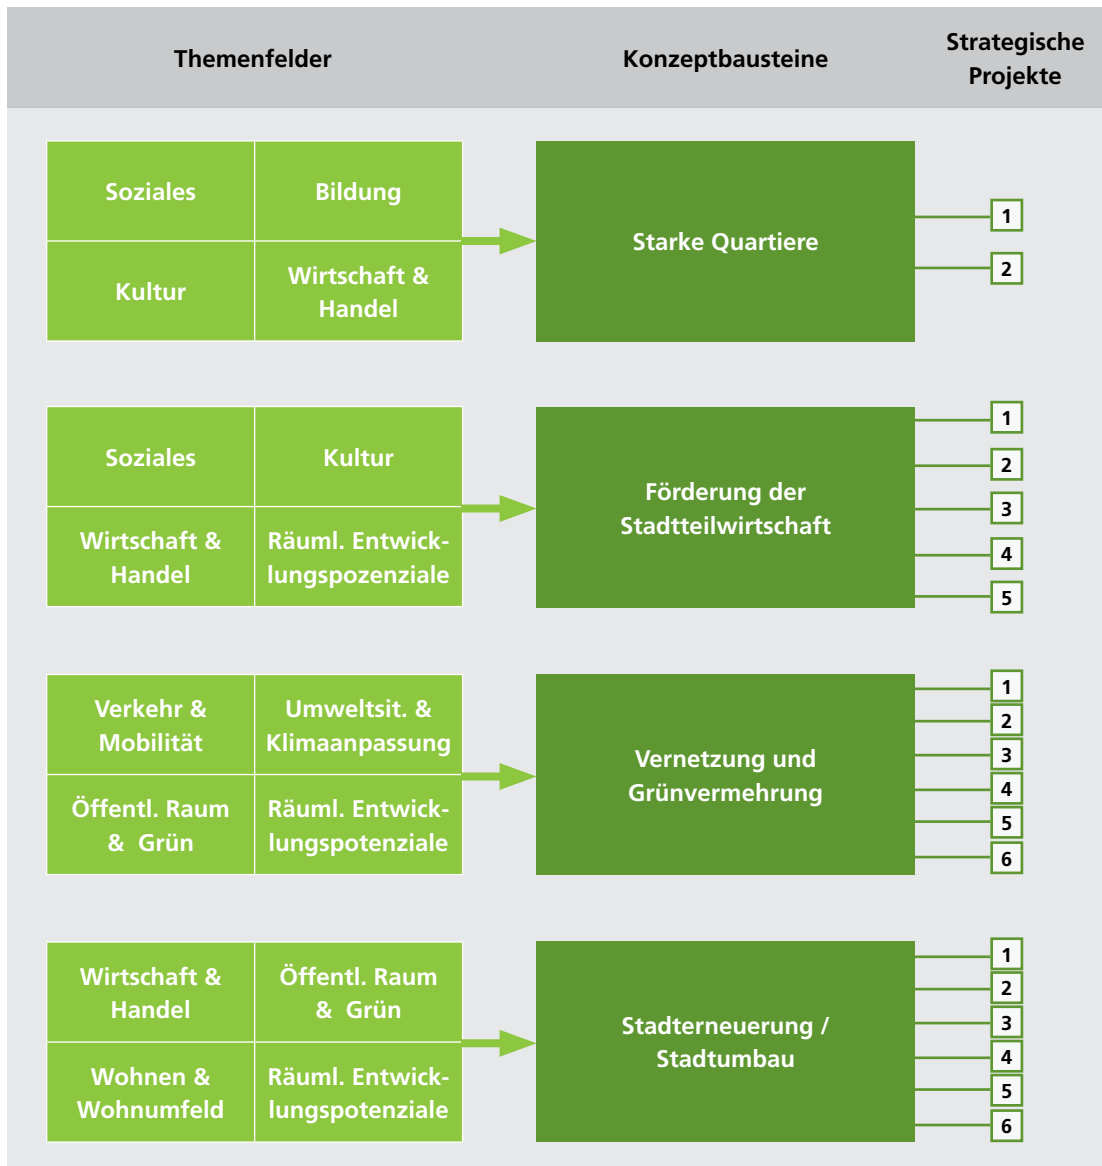 Themenfelder
Konzeptbausteine
Strategische
Projekte
Soziales
Bildung
Kultur
Wirtschaft &
Handel
Starke Quartiere
1
2
Soziales
Kultur
Wirtschaft &
Handel
Räuml. Entwick-
lungspozenziale
Förderung der
Stadtteilwirtschaft
1
2
3
4
5
Verkehr &
Mobilität
Umweltsit. &
Klimaanpassung
Öffentl. Raum
& Grün
Räuml. Entwick-
lungspotenziale
Vernetzung und
Grünvermehrung
1
2
3
4
5
6
Wirtschaft &
Handel
Öffentl. Raum
& Grün
Wohnen &
Wohnumfeld
Räuml. Entwick-
lungspotenziale
Stadterneuerung /
Stadtumbau
1
2
3
4
5
6